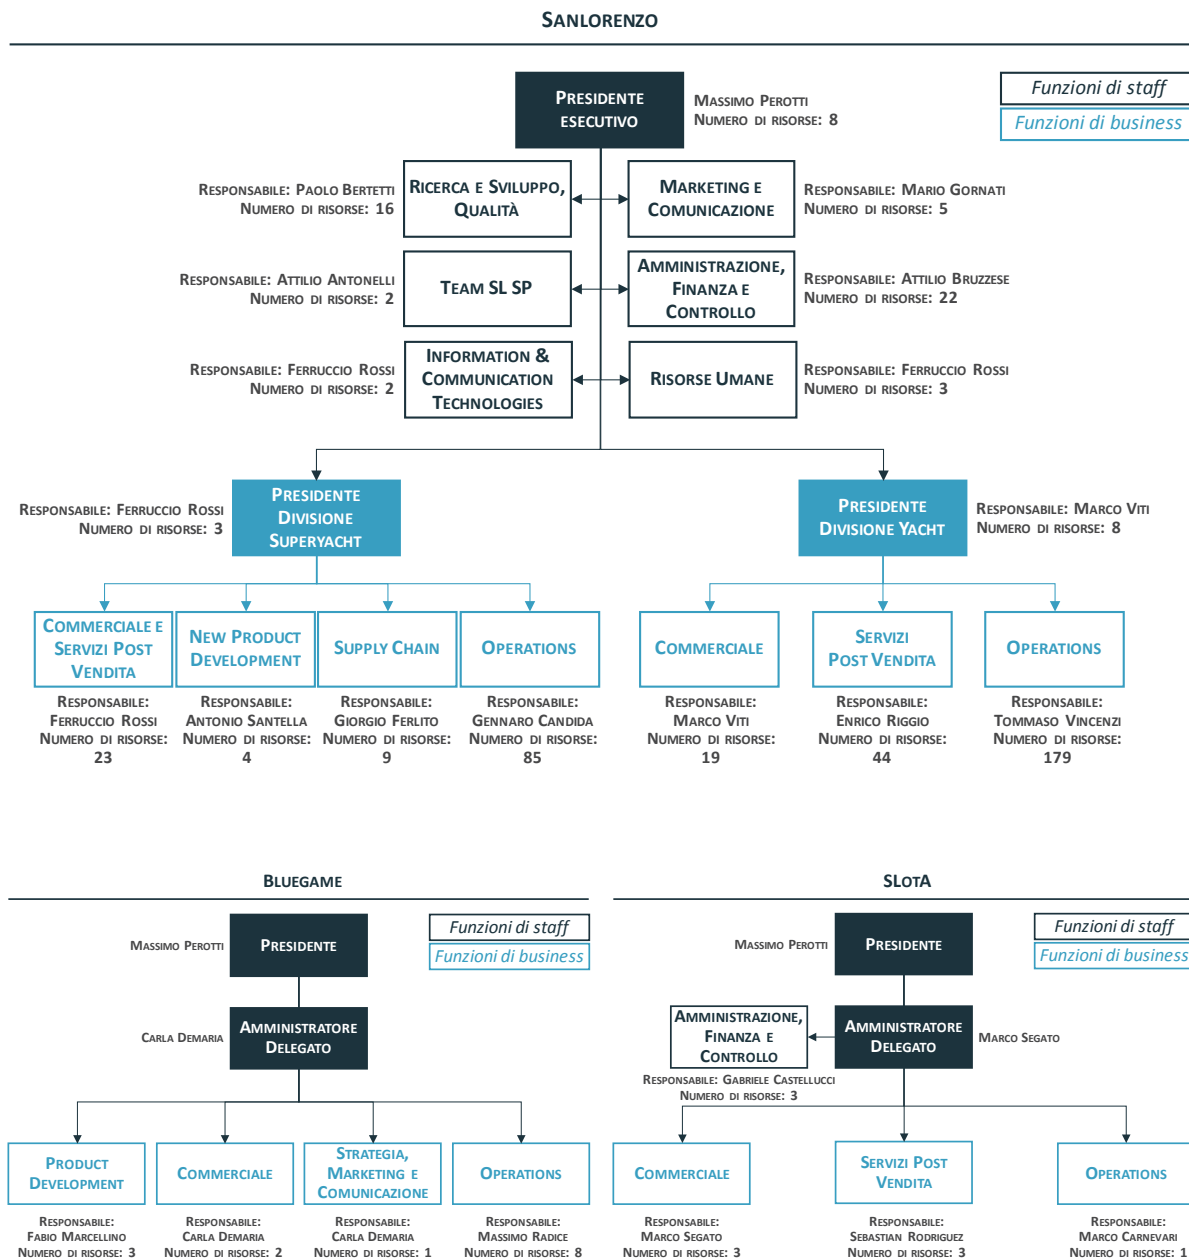 SANLORENZO
PRESIDENTE
ESECUTIVO
MASSIMO PEROTTI
NUMERO DI RISORSE: 8
Funzioni di staff
Funzioni di business
RESPONSABILE: PAOLO BERTETTI
NUMERO DI RISORSE: 16
RICERCA E SVILUPPO,
QUALITÀ
MARKETING E
COMUNICAZIONE
RESPONSABILE: MARIO GORNATI
NUMERO DI RISORSE: 5
RESPONSABILE: ATTILIO ANTONELLI
NUMERO DI RISORSE: 2
TEAM SL SP
AMMINISTRAZIONE,
FINANZA E
CONTROLLO
RESPONSABILE: ATTILIO BRUZZESE
NUMERO DI RISORSE: 22
RESPONSABILE: FERRUCCIO ROSSI
NUMERO DI RISORSE: 2
INFORMATION &
COMMUNICATION
TECHNOLOGIES
RISORSE UMANE
RESPONSABILE: FERRUCCIO ROSSI
NUMERO DI RISORSE: 3
RESPONSABILE: FERRUCCIO ROSSI
NUMERO DI RISORSE: 3
PRESIDENTE
DIVISIONE
SUPERYACHT
PRESIDENTE
DIVISIONE YACHT
RESPONSABILE: MARCO VITI
NUMERO DI RISORSE: 8
COMMERCIALE E
SERVIZI POST
VENDITA
NEW PRODUCT
DEVELOPMENT
SUPPLY CHAIN
OPERATIONS
COMMERCIALE
SERVIZI
POST VENDITA
OPERATIONS
RESPONSABILE:
FERRUCCIO ROSSI
NUMERO DI RISORSE:
23
RESPONSABILE:
ANTONIO SANTELLA
NUMERO DI RISORSE:
4
RESPONSABILE:
GIORGIO FERLITO
NUMERO DI RISORSE:
9
RESPONSABILE:
GENNARO CANDIDA
NUMERO DI RISORSE:
85
RESPONSABILE:
MARCO VITI
NUMERO DI RISORSE:
19
RESPONSABILE:
ENRICO RIGGIO
NUMERO DI RISORSE:
44
RESPONSABILE:
TOMMASO VINCENZI
NUMERO DI RISORSE:
179
BLUEGAME
MASSIMO PEROTTI
PRESIDENTE
Funzioni di staff
Funzioni di business
CARLA DEMARIA
AMMINISTRATORE
DELEGATO
PRODUCT
DEVELOPMENT
COMMERCIALE
STRATEGIA,
MARKETING E
COMUNICAZIONE
OPERATIONS
RESPONSABILE:
FABIO MARCELLINO
NUMERO DI RISORSE: 3
RESPONSABILE:
CARLA DEMARIA
NUMERO DI RISORSE: 2
RESPONSABILE:
CARLA DEMARIA
NUMERO DI RISORSE: 1
RESPONSABILE:
MASSIMO RADICE
NUMERO DI RISORSE: 8
SLOTA
MASSIMO PEROTTI
PRESIDENTE
Funzioni di staff
Funzioni di business
AMMINISTRAZIONE,
FINANZA E
CONTROLLO
AMMINISTRATORE
DELEGATO
MARCO SEGATO
RESPONSABILE: GABRIELE CASTELLUCCI
NUMERO DI RISORSE: 3
COMMERCIALE
SERVIZI POST
VENDITA
OPERATIONS
RESPONSABILE:
MARCO SEGATO
NUMERO DI RISORSE: 3
RESPONSABILE:
SEBASTIAN RODRIGUEZ
NUMERO DI RISORSE: 3
RESPONSABILE:
MARCO CARNEVARI
NUMERO DI RISORSE: 1